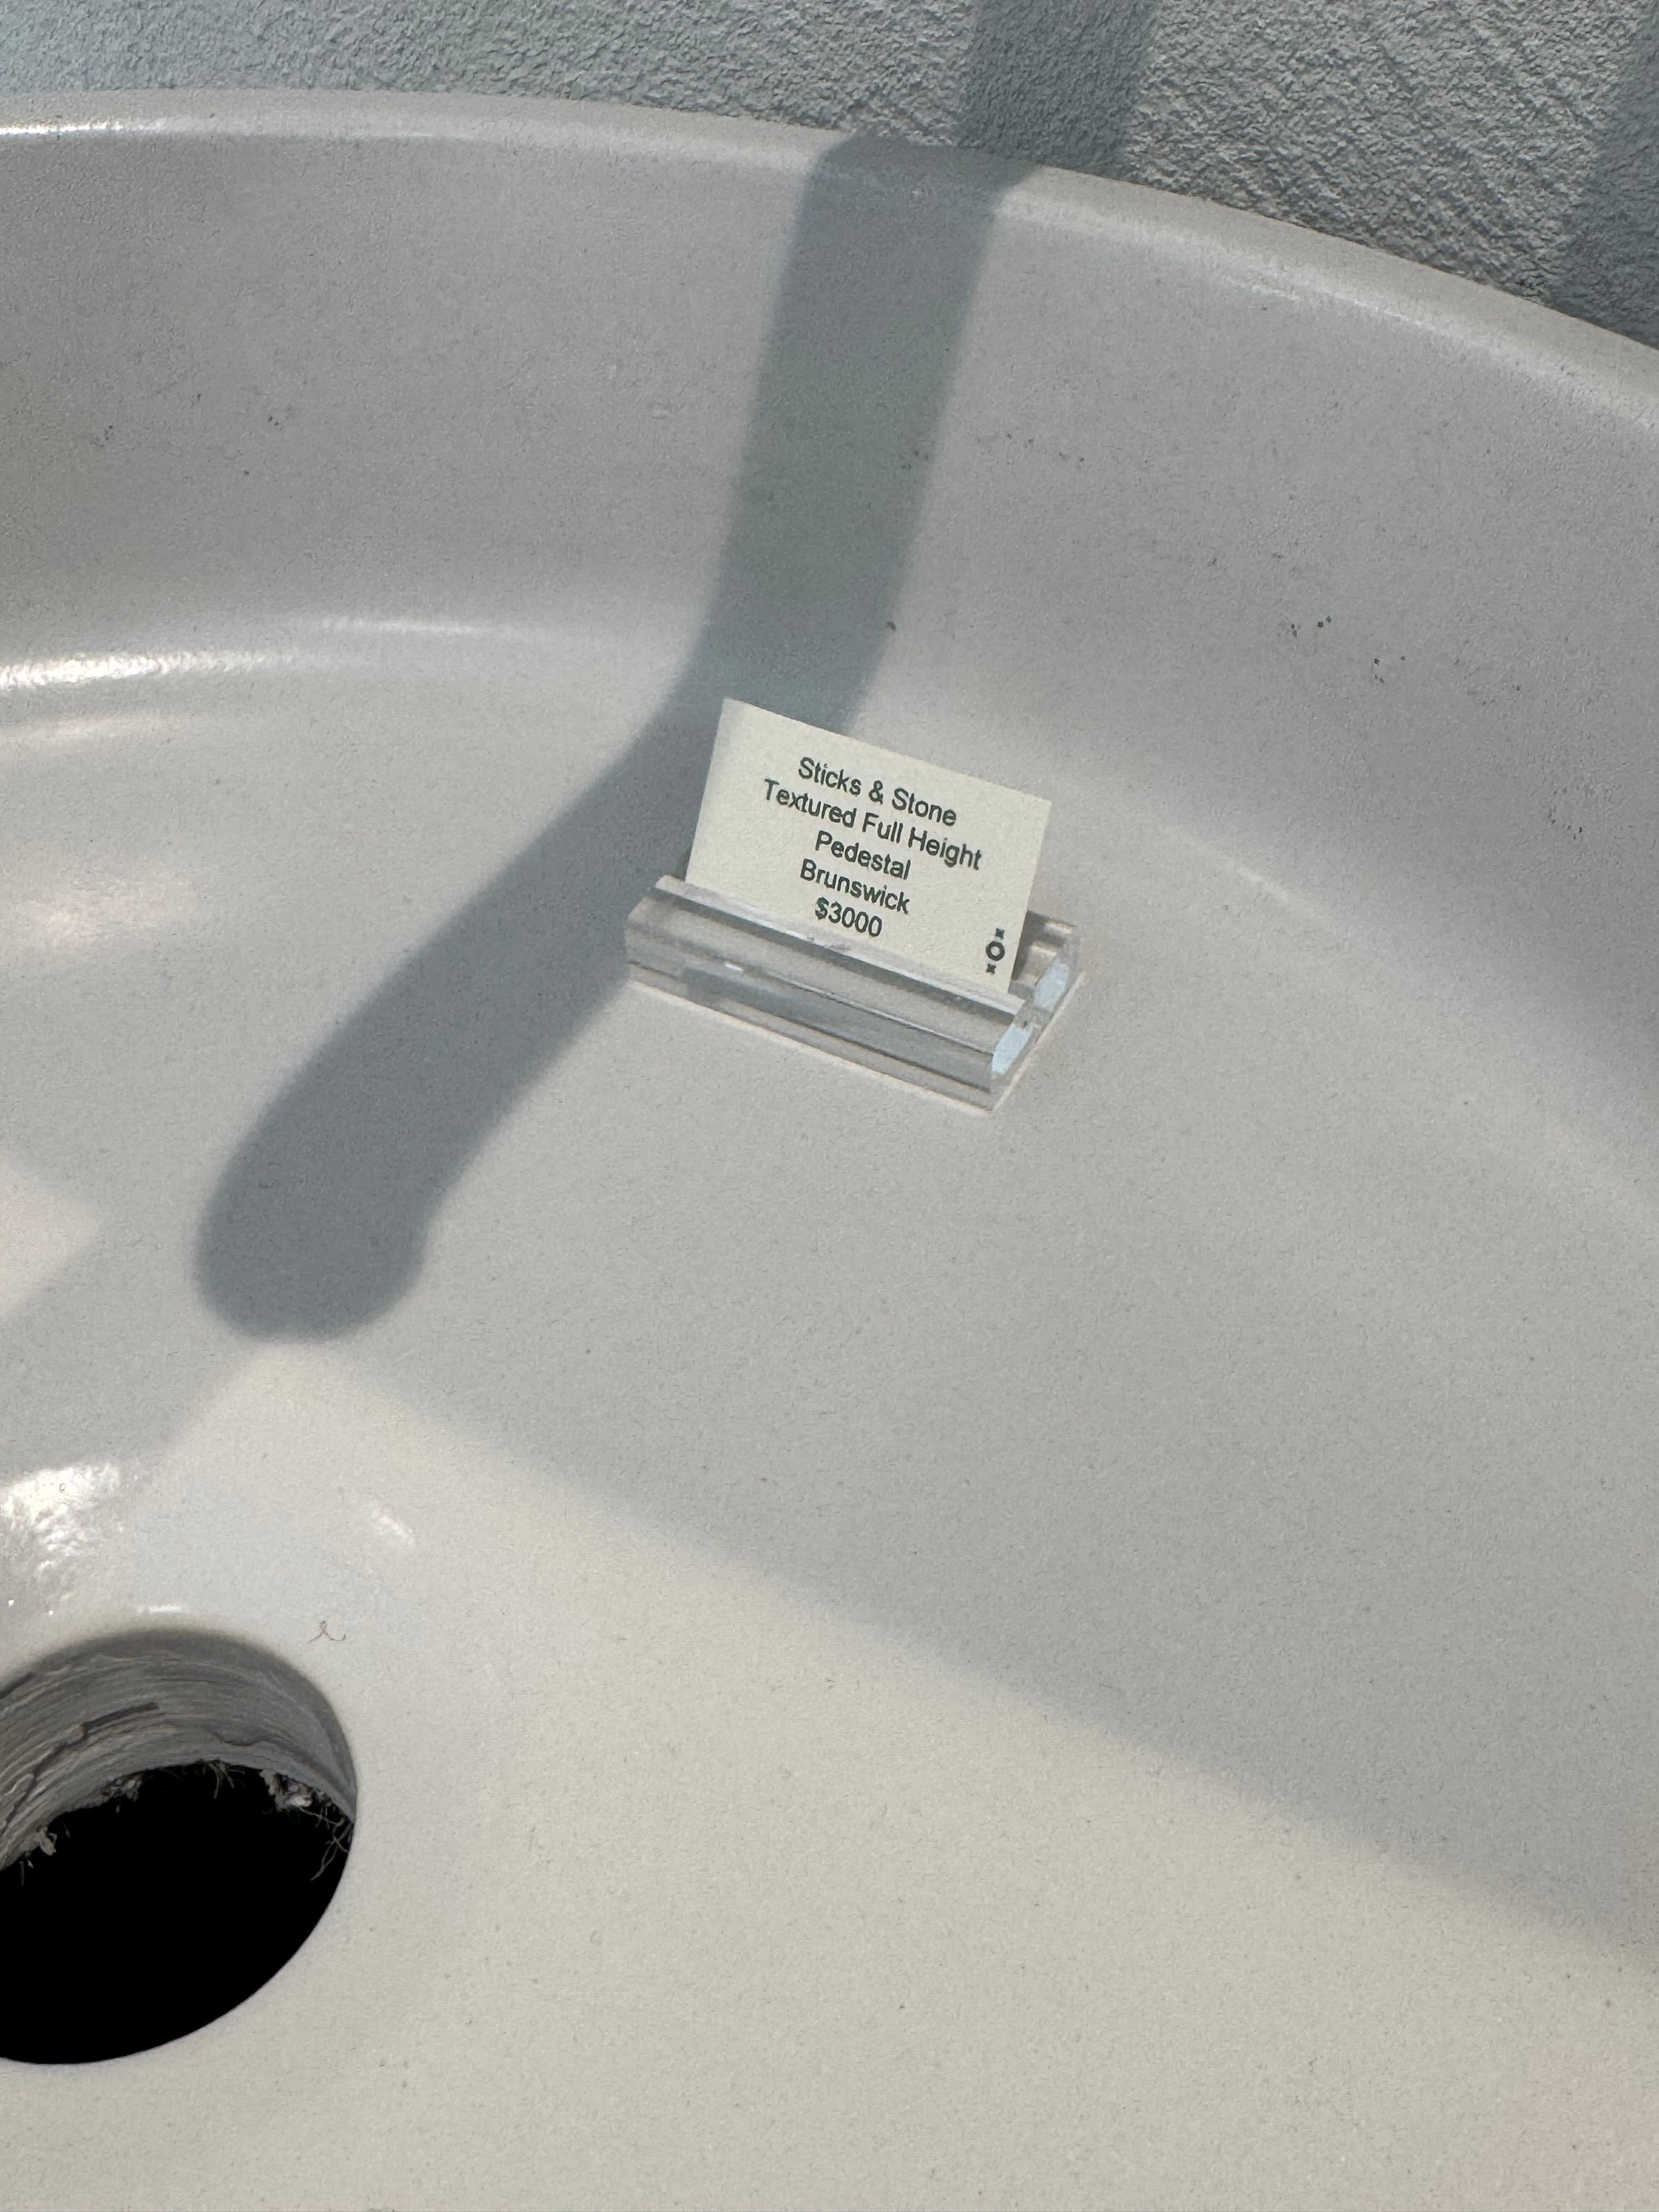 Sticks & Stone
Textured Full Height
Pedestal
Brunswick
$3000